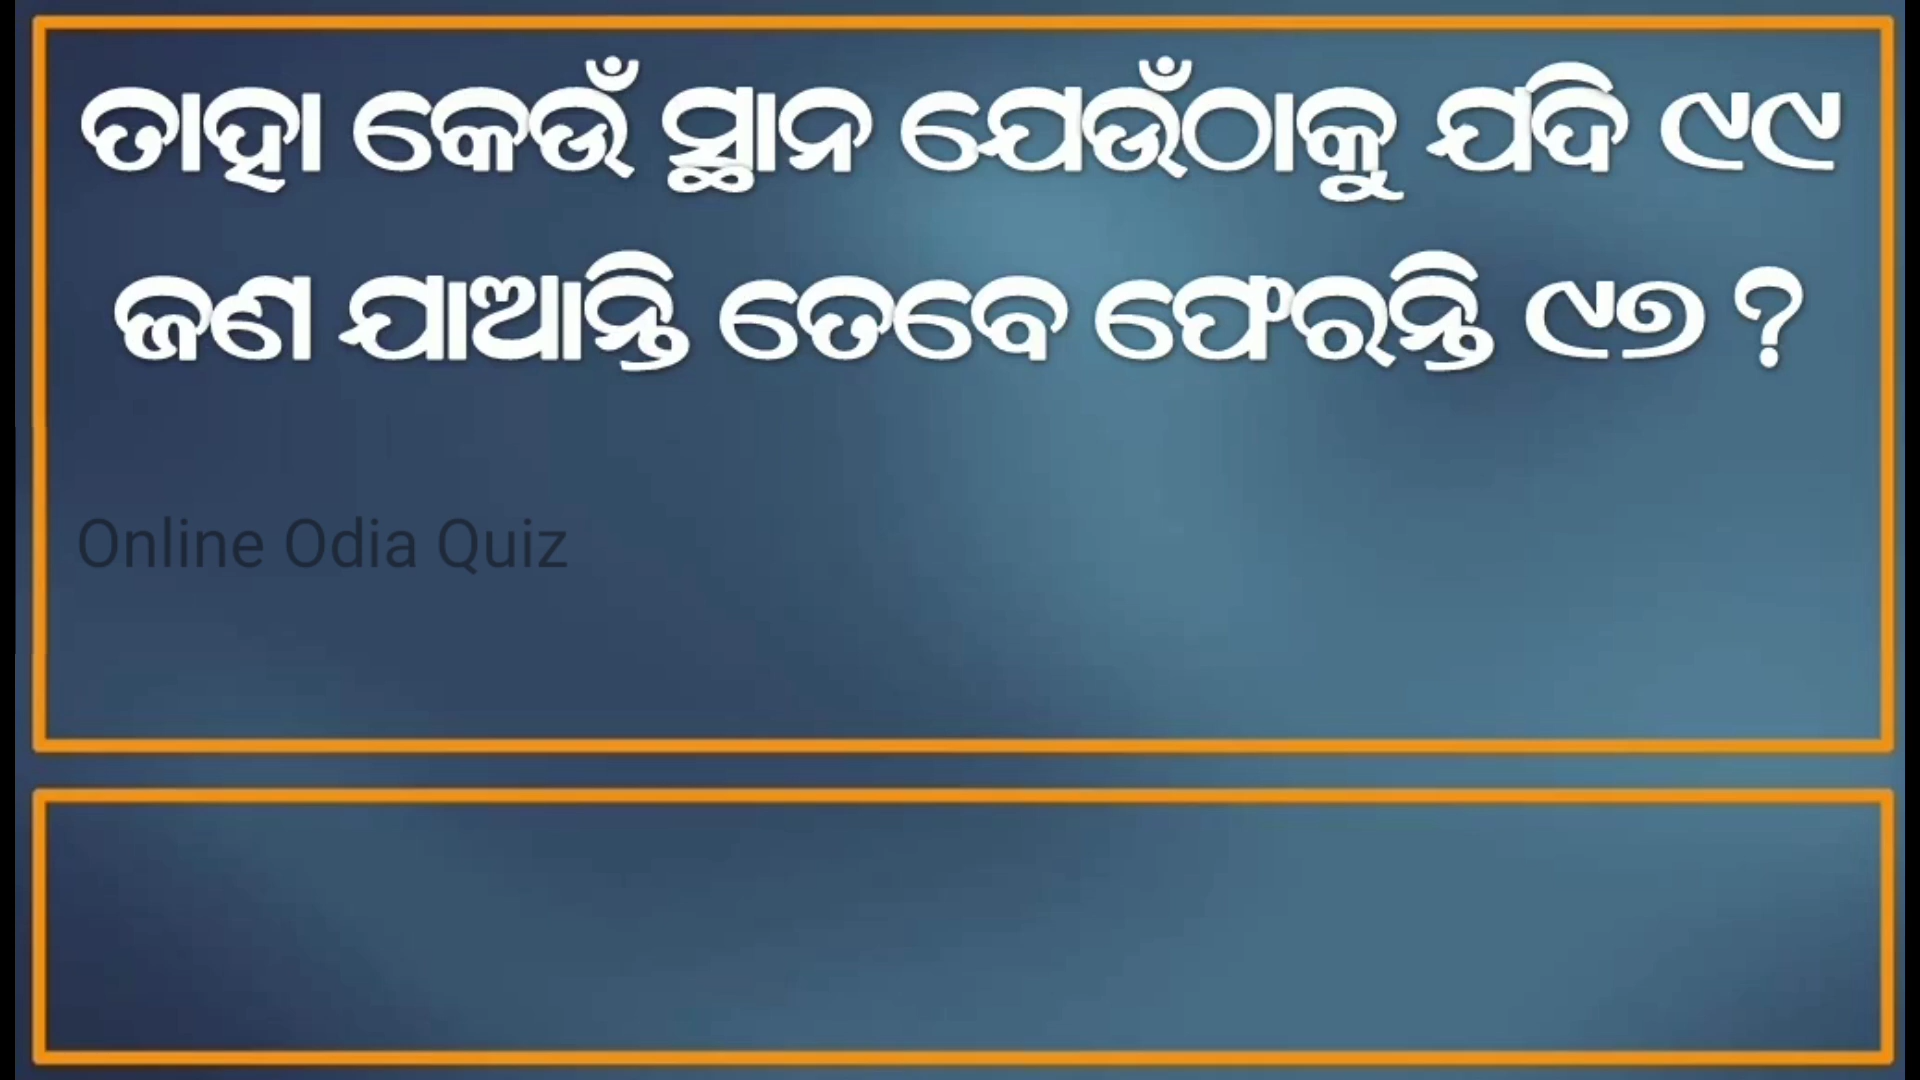 ତାହା କେଉଁ ସ୍ଥାନ ଯେଉଁଠାକୁ ଯଦି ୯୯
ଜଣ ଯାଆନ୍ତି ତେବେ ଫେରନ୍ତି ୯୭ ?
Online Odia Quiz